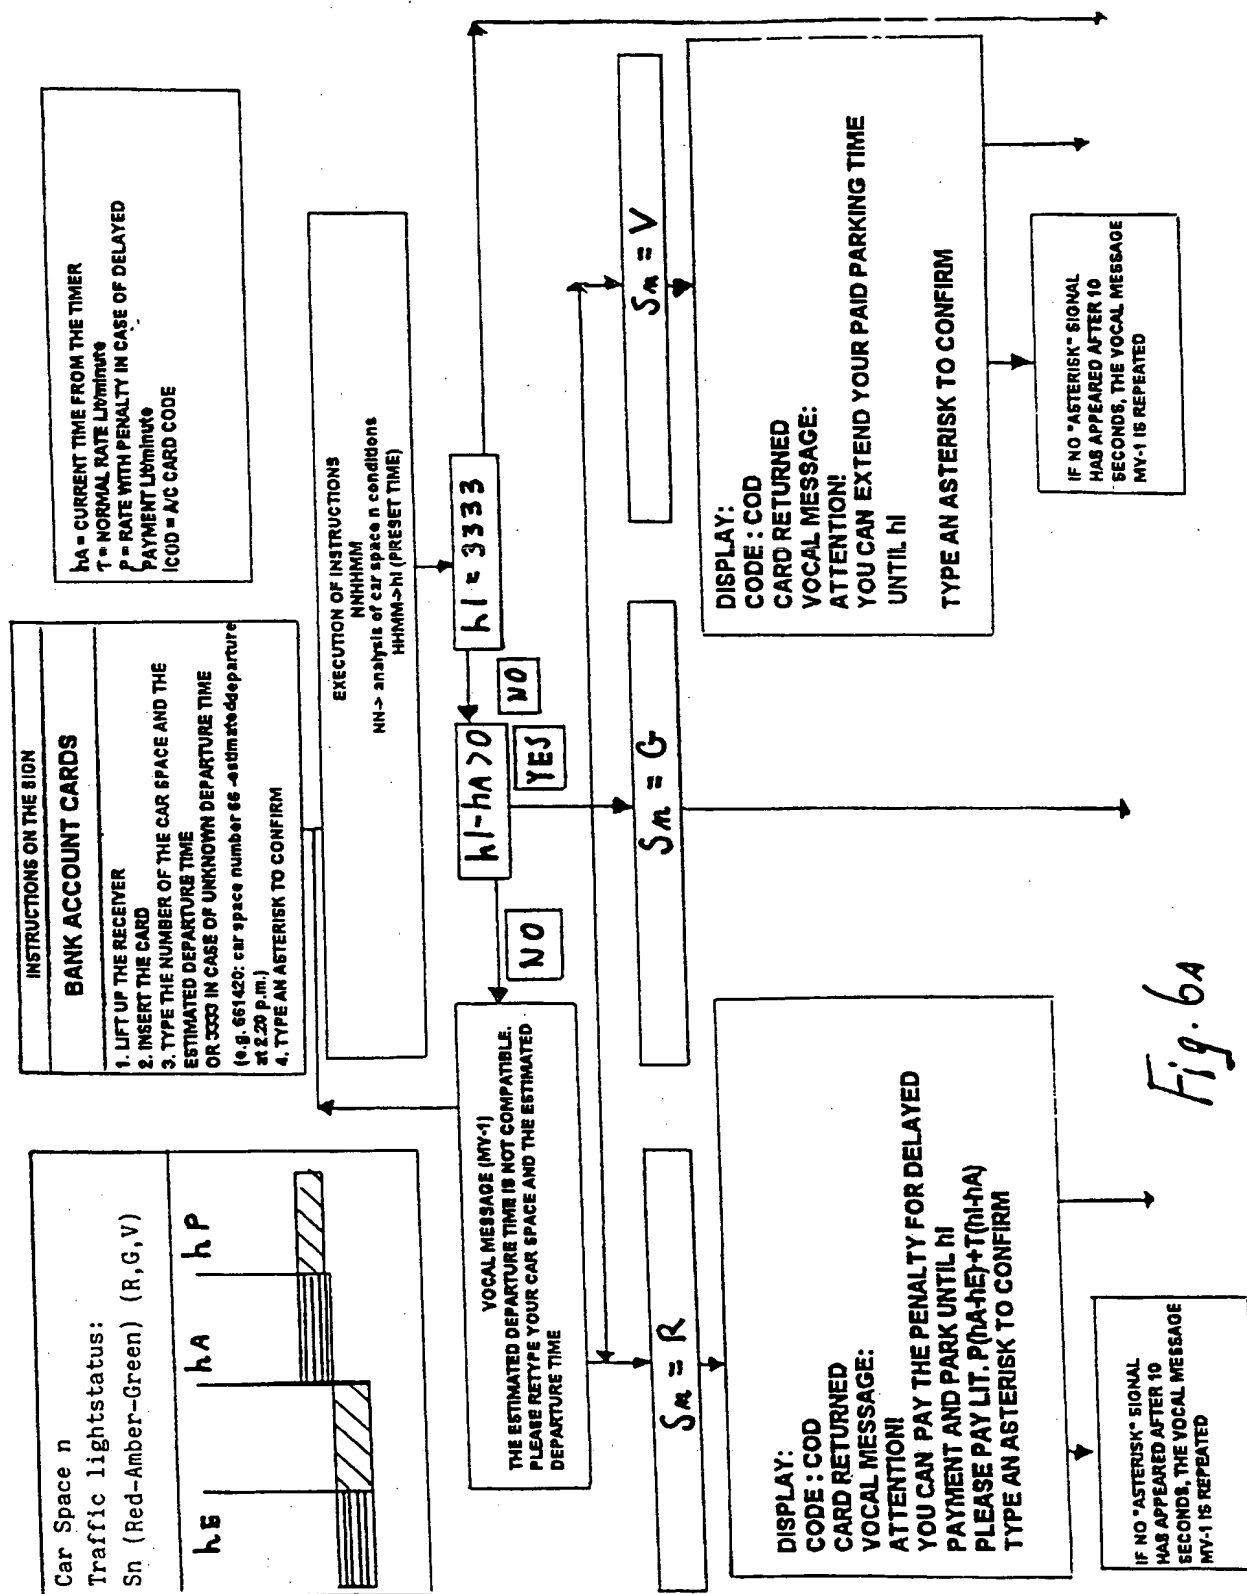 Car Space n
Traffic lightstatus:
Sn (Red-Amber-Green) (R,G,V)
hE
hA
hP
INSTRUCTIONS ON THE SIGN
BANK ACCOUNT CARDS
1. LIFT UP THE RECEIVER
2. INSERT THE CARD
3. TYPE THE NUMBER OF THE CAR SPACE AND THE
ESTIMATED DEPARTURE TIME
OR 3333 IN CASE OF UNKNOWN DEPARTURE TIME
(e.g. 661420: car space number 66 -estimated departure
at 2.20 p.m.)
4. TYPE AN ASTERISK TO CONFIRM
hA = CURRENT TIME FROM THE TIMER
T = NORMAL RATE Lit/minute
P = RATE WITH PENALTY IN CASE OF DELAYED
PAYMENT Lit/minute
COD = A/C CARD CODE
EXECUTION OF INSTRUCTIONS
NNHHMM
NN-> analysis of car space n conditions
HHMM->hI (PRESET TIME)
hI = 3333
NO
hI-hA>0
YES
NO
VOCAL MESSAGE (MV-1)
THE ESTIMATED DEPARTURE TIME IS NOT COMPATIBLE.
PLEASE RETYPE YOUR CAR SPACE AND THE ESTIMATED
DEPARTURE TIME
Sn = R
Sn = G
Sn = V
DISPLAY:
CODE : COD
CARD RETURNED
VOCAL MESSAGE:
ATTENTION!
YOU CAN PAY THE PENALTY FOR DELAYED
PAYMENT AND PARK UNTIL hI
PLEASE PAY LIT. P(hA-hE)+T(hI-hA)
TYPE AN ASTERISK TO CONFIRM
DISPLAY:
CODE : COD
CARD RETURNED
VOCAL MESSAGE:
ATTENTION!
YOU CAN EXTEND YOUR PAID PARKING TIME
UNTIL hI
TYPE AN ASTERISK TO CONFIRM
IF NO "ASTERISK" SIGNAL
HAS APPEARED AFTER 10
SECONDS, THE VOCAL MESSAGE
MV-1 IS REPEATED
IF NO "ASTERISK" SIGNAL
HAS APPEARED AFTER 10
SECONDS, THE VOCAL MESSAGE
MV-1 IS REPEATED
Fig. 6A